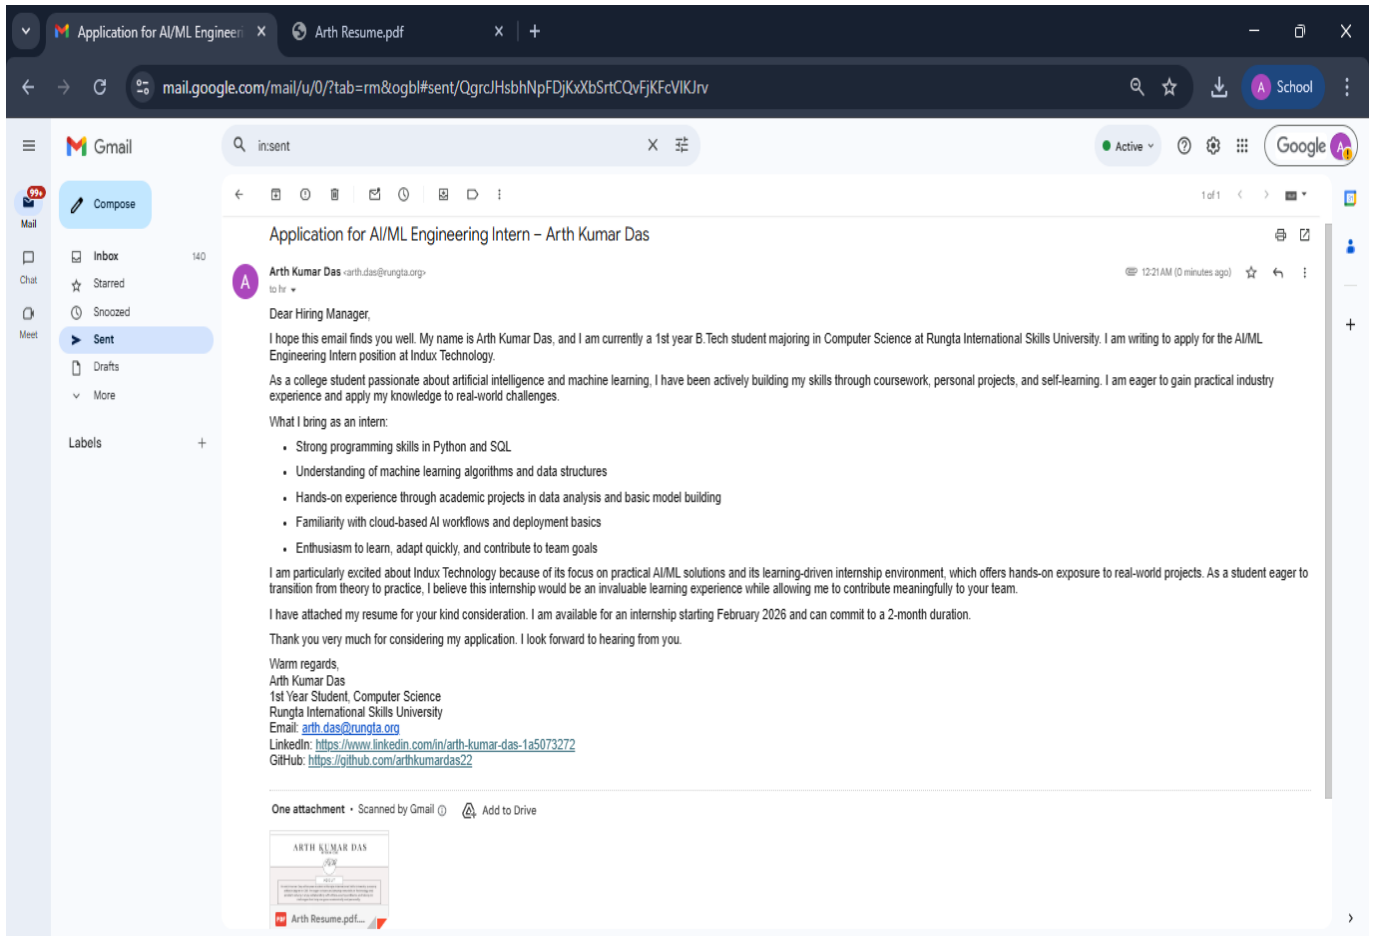 Application for AI/ML Engineeri
Arth Resume.pdf
mail.google.com/mail/u/0/?tab=rm&ogbl#sent/QgrcJHsbhNpFDjKxXbSrtCQvFjKFcVlKJrv
A School
Gmail
in:sent
Active
Google
99+
Mail
Compose
1 of 1
Chat
Meet
Inbox 140
Starred
Snoozed
Sent
Drafts
More
Labels
Application for AI/ML Engineering Intern – Arth Kumar Das
A
Arth Kumar Das <arth.das@rungta.org>
12:21 AM (0 minutes ago)
to hr
Dear Hiring Manager,
I hope this email finds you well. My name is Arth Kumar Das, and I am currently a 1st year B.Tech student majoring in Computer Science at Rungta International Skills University. I am writing to apply for the AI/ML
Engineering Intern position at Indux Technology.
As a college student passionate about artificial intelligence and machine learning, I have been actively building my skills through coursework, personal projects, and self-learning. I am eager to gain practical industry
experience and apply my knowledge to real-world challenges.
What I bring as an intern:
• Strong programming skills in Python and SQL
• Understanding of machine learning algorithms and data structures
• Hands-on experience through academic projects in data analysis and basic model building
• Familiarity with cloud-based AI workflows and deployment basics
• Enthusiasm to learn, adapt quickly, and contribute to team goals
I am particularly excited about Indux Technology because of its focus on practical AI/ML solutions and its learning-driven internship environment, which offers hands-on exposure to real-world projects. As a student eager to
transition from theory to practice, I believe this internship would be an invaluable learning experience while allowing me to contribute meaningfully to your team.
I have attached my resume for your kind consideration. I am available for an internship starting February 2026 and can commit to a 2-month duration.
Thank you very much for considering my application. I look forward to hearing from you.
Warm regards,
Arth Kumar Das
1st Year Student, Computer Science
Rungta International Skills University
Email: arth.das@rungta.org
LinkedIn: https://www.linkedin.com/in/arth-kumar-das-1a5073272
GitHub: https://github.com/arthkumardas22
One attachment • Scanned by Gmail
Add to Drive
ARTH KUMAR DAS
ABOUT
PDF Arth Resume.pdf....